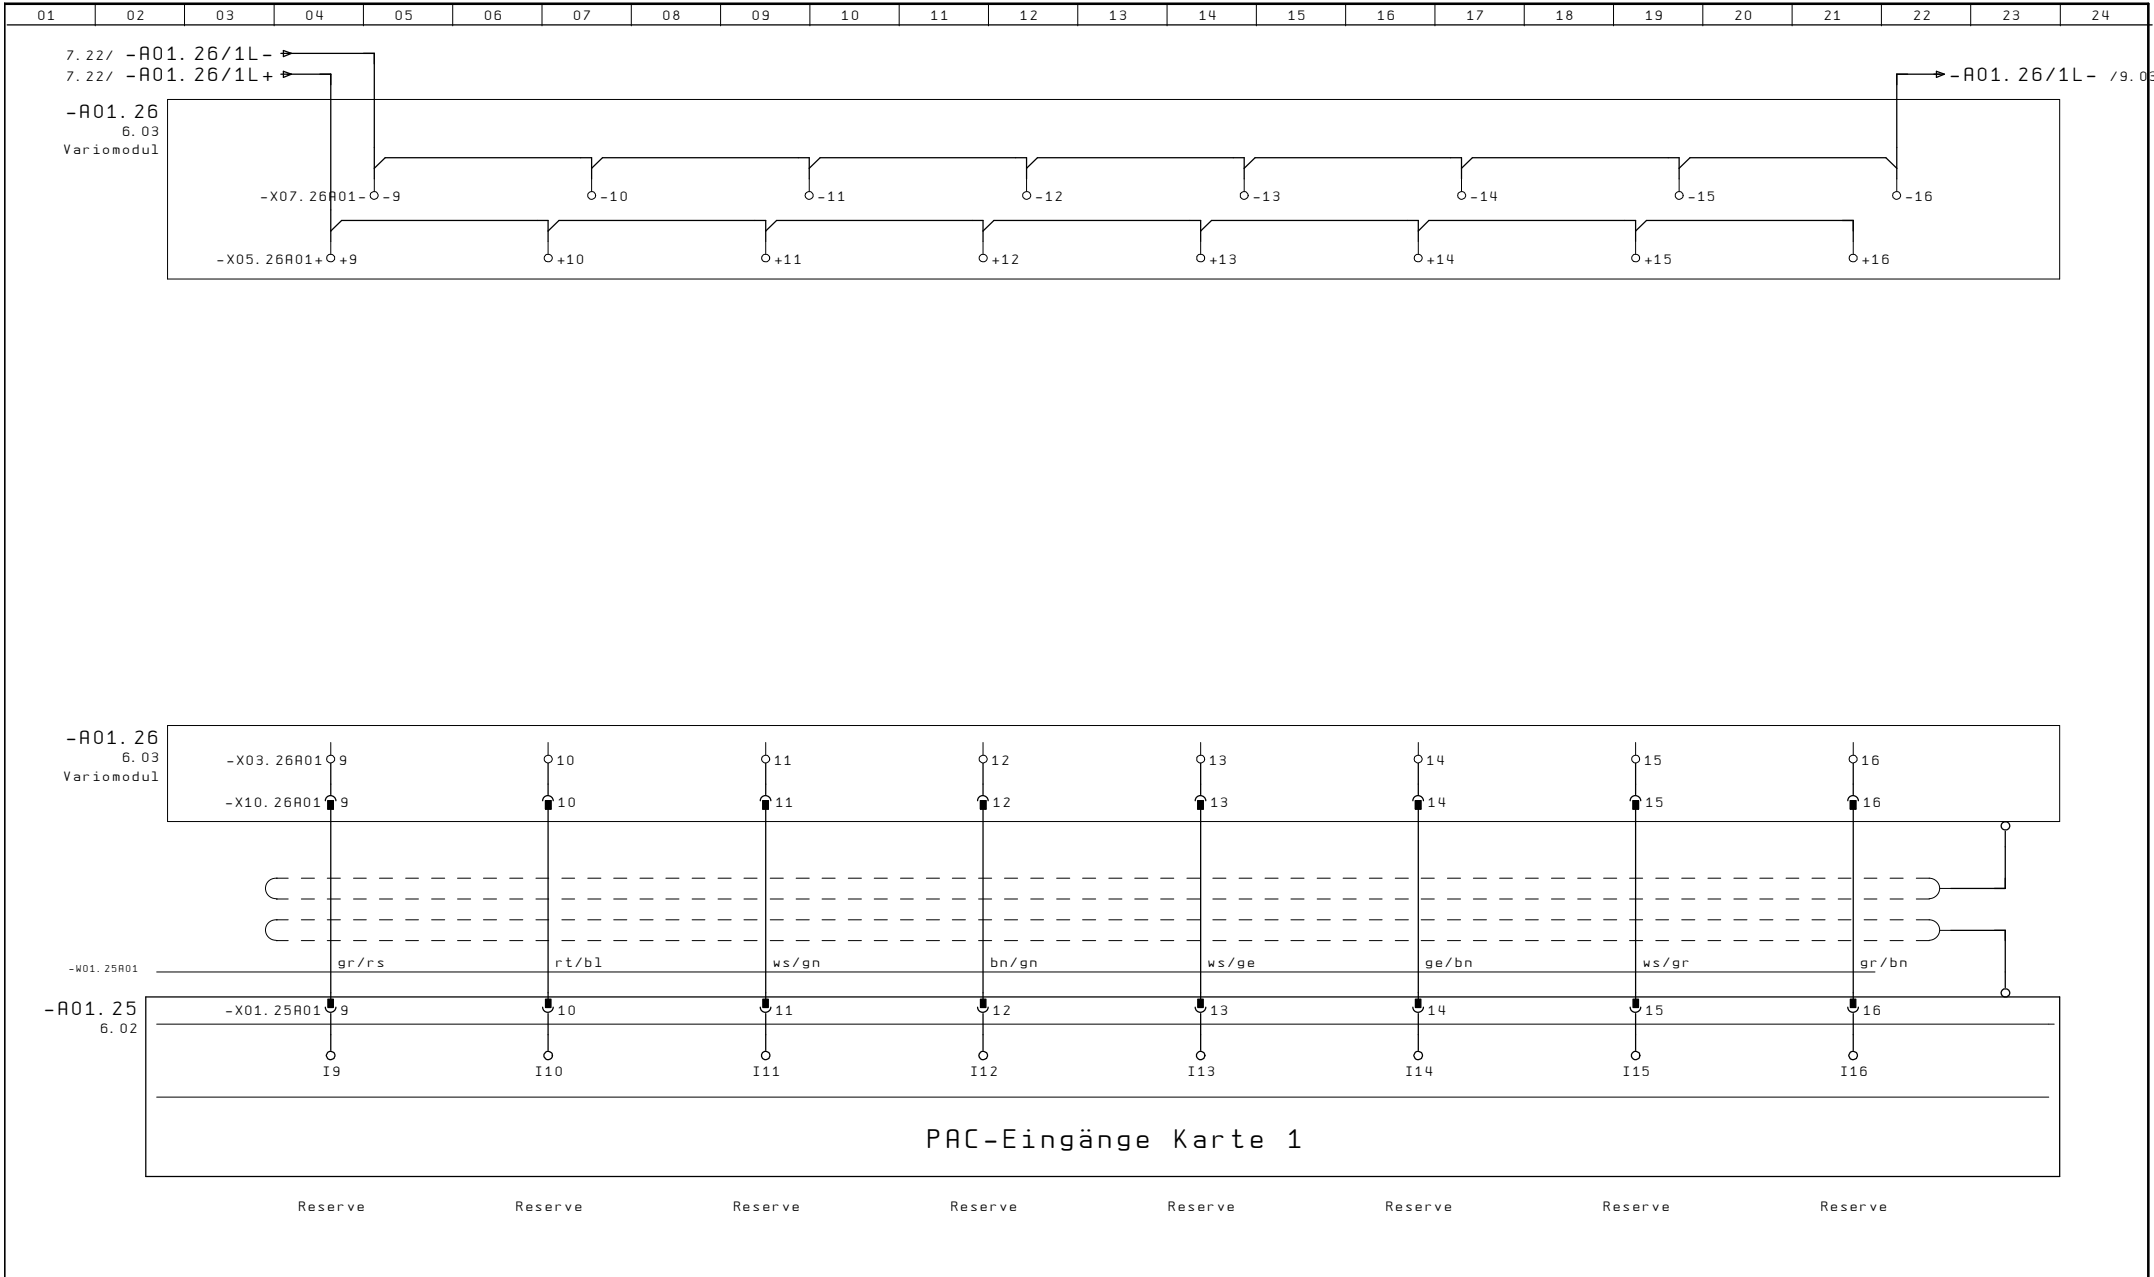 01 02 03 04 05 06 07 08 09 10 11 12 13 14 15 16 17 18 19 20 21 22 23 24
7.22/ -A01.26/1L-
7.22/ -A01.26/1L+
-A01.26/1L- /9.03
-A01.26
6.03
Variomodul
-X07.26A01- -9 -10 -11 -12 -13 -14 -15 -16
-X05.26A01+ +9 +10 +11 +12 +13 +14 +15 +16
-A01.26
6.03
Variomodul
-X03.26A01 9 10 11 12 13 14 15 16
-X10.26A01 9 10 11 12 13 14 15 16
gr/rs rt/bl ws/gn bn/gn ws/ge ge/bn ws/gr gr/bn
-W01.25A01
-A01.25
6.02
-X01.25A01 9 10 11 12 13 14 15 16
I9 I10 I11 I12 I13 I14 I15 I16
PAC-Eingänge Karte 1
Reserve Reserve Reserve Reserve Reserve Reserve Reserve Reserve